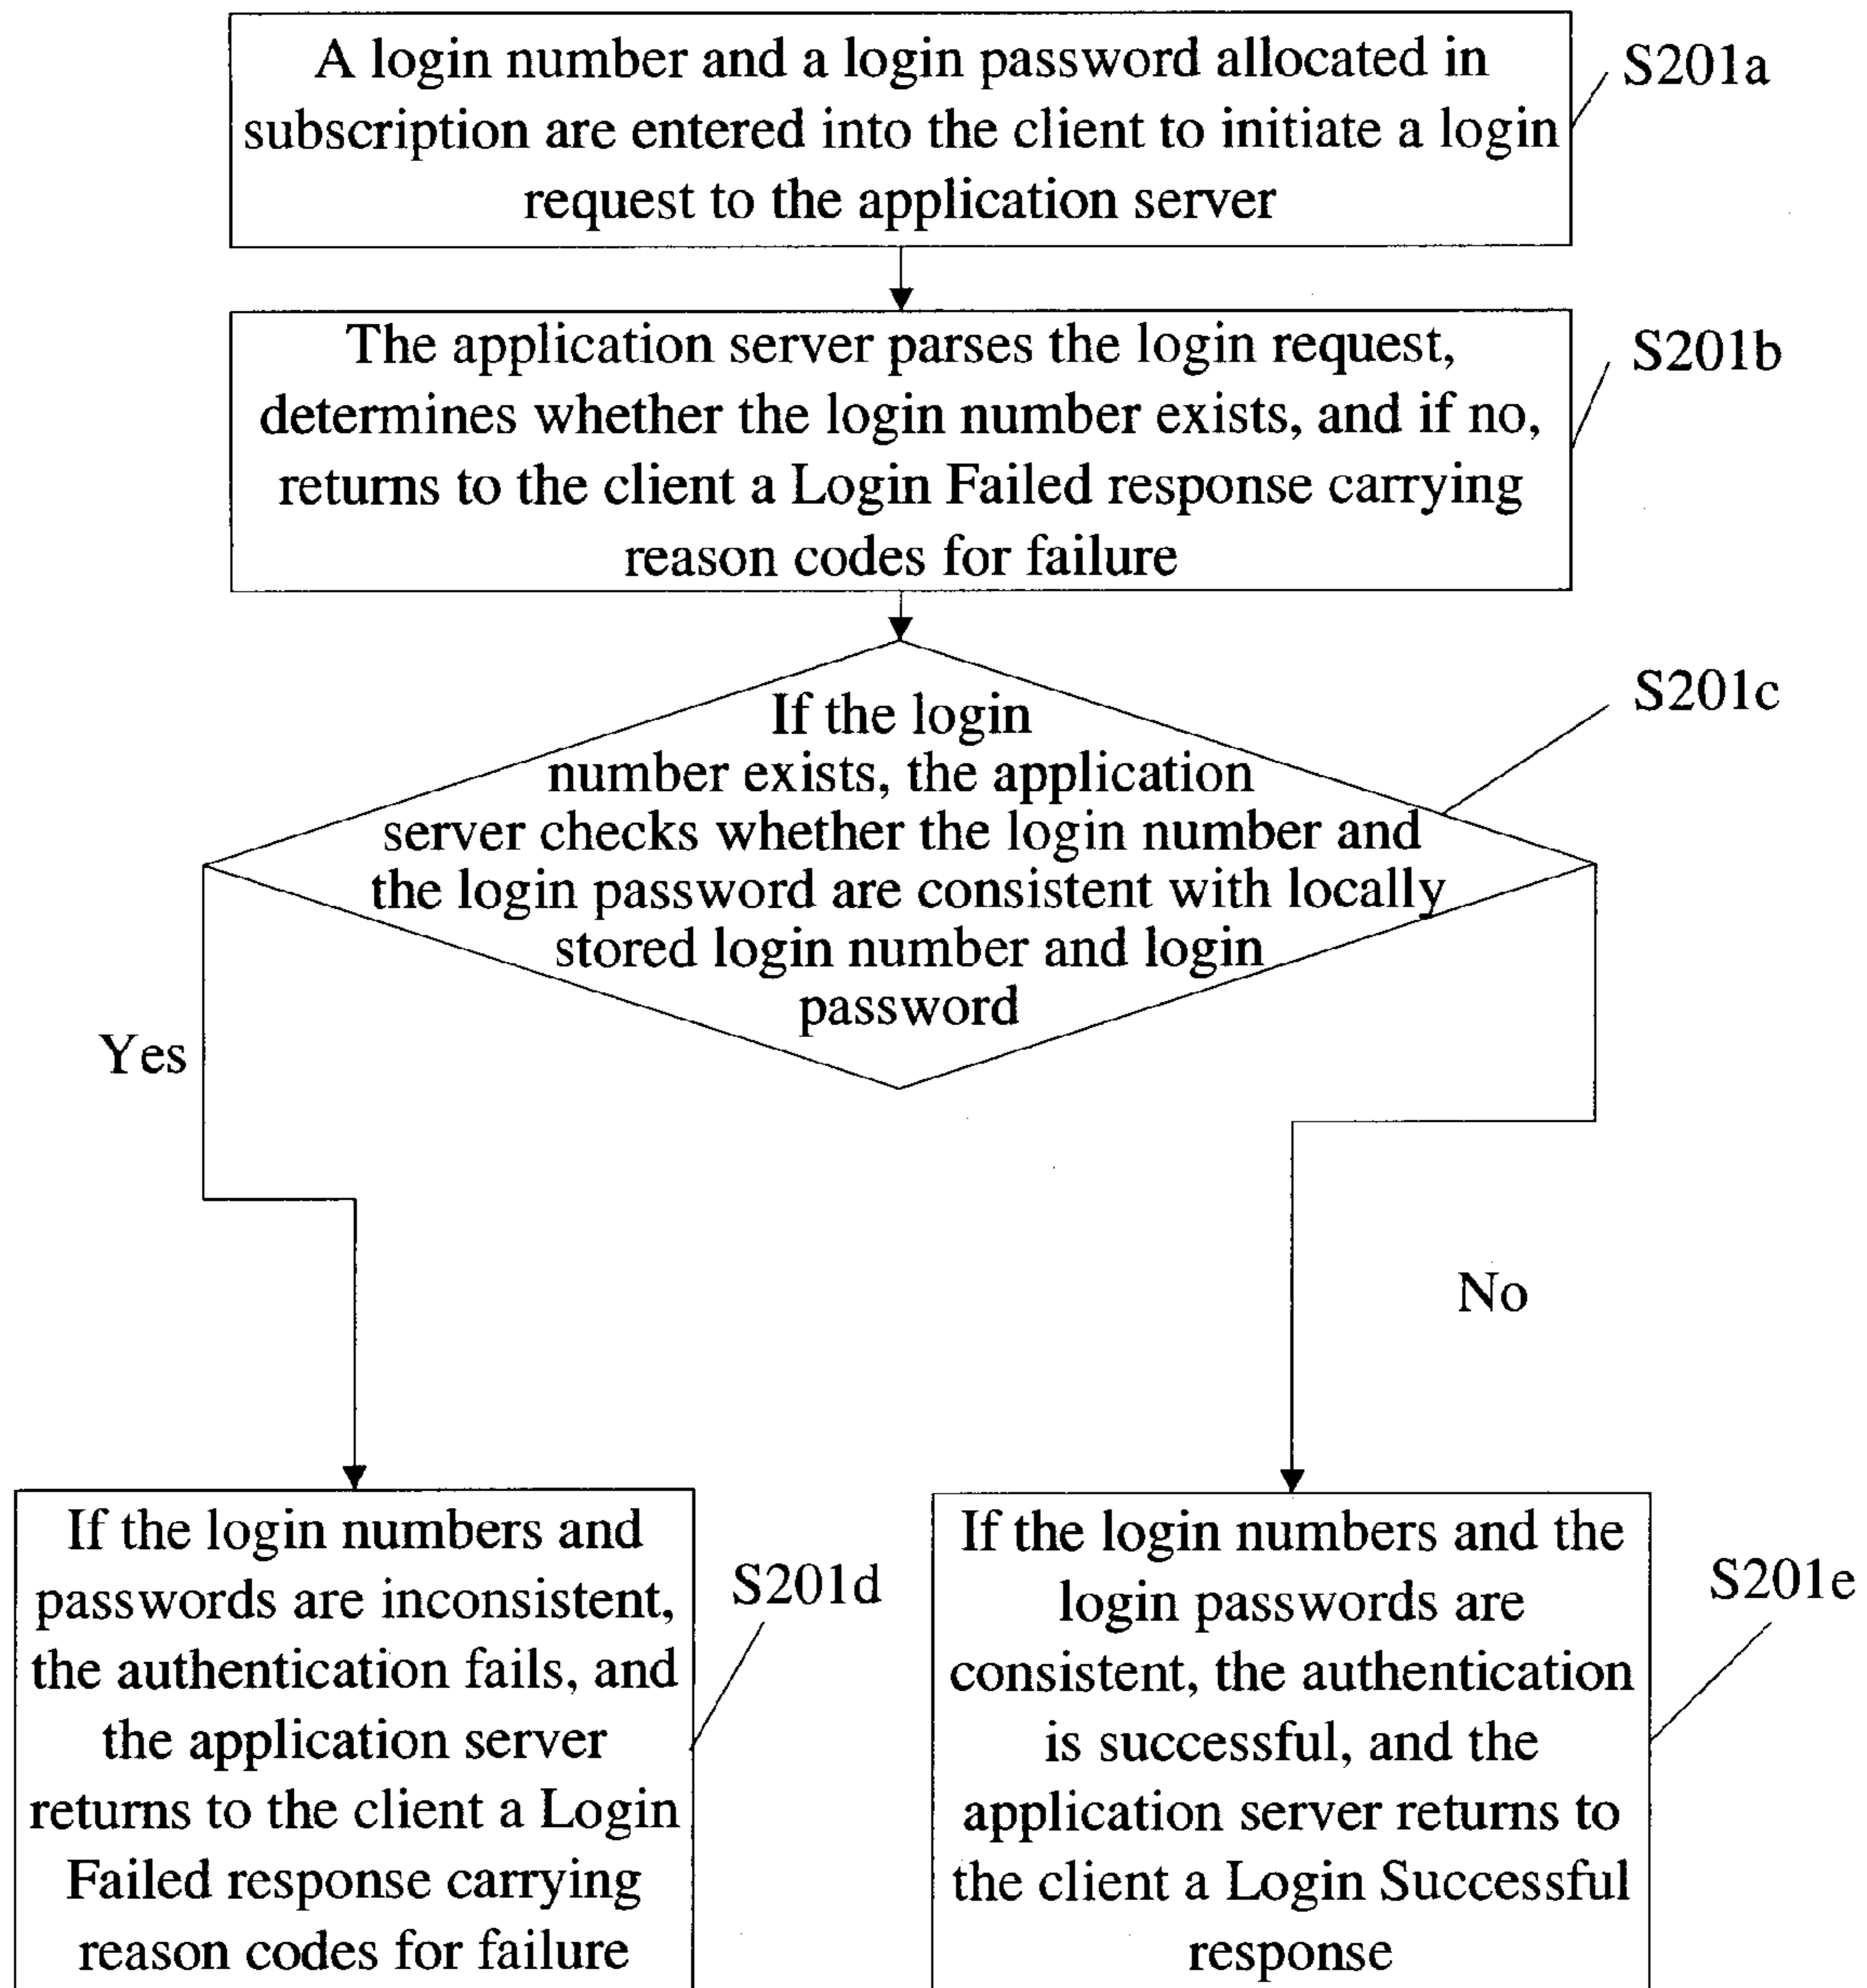 A login number and a login password allocated in
subscription are entered into the client to initiate a login
request to the application server
S201a
The application server parses the login request,
determines whether the login number exists, and if no,
returns to the client a Login Failed response carrying
reason codes for failure
S201b
If the login
number exists, the application
server checks whether the login number and
the login password are consistent with locally
stored login number and login
password
S201c
Yes
No
If the login numbers and
passwords are inconsistent,
the authentication fails, and
the application server
returns to the client a Login
Failed response carrying
reason codes for failure
S201d
If the login numbers and the
login passwords are
consistent, the authentication
is successful, and the
application server returns to
the client a Login Successful
response
S201e